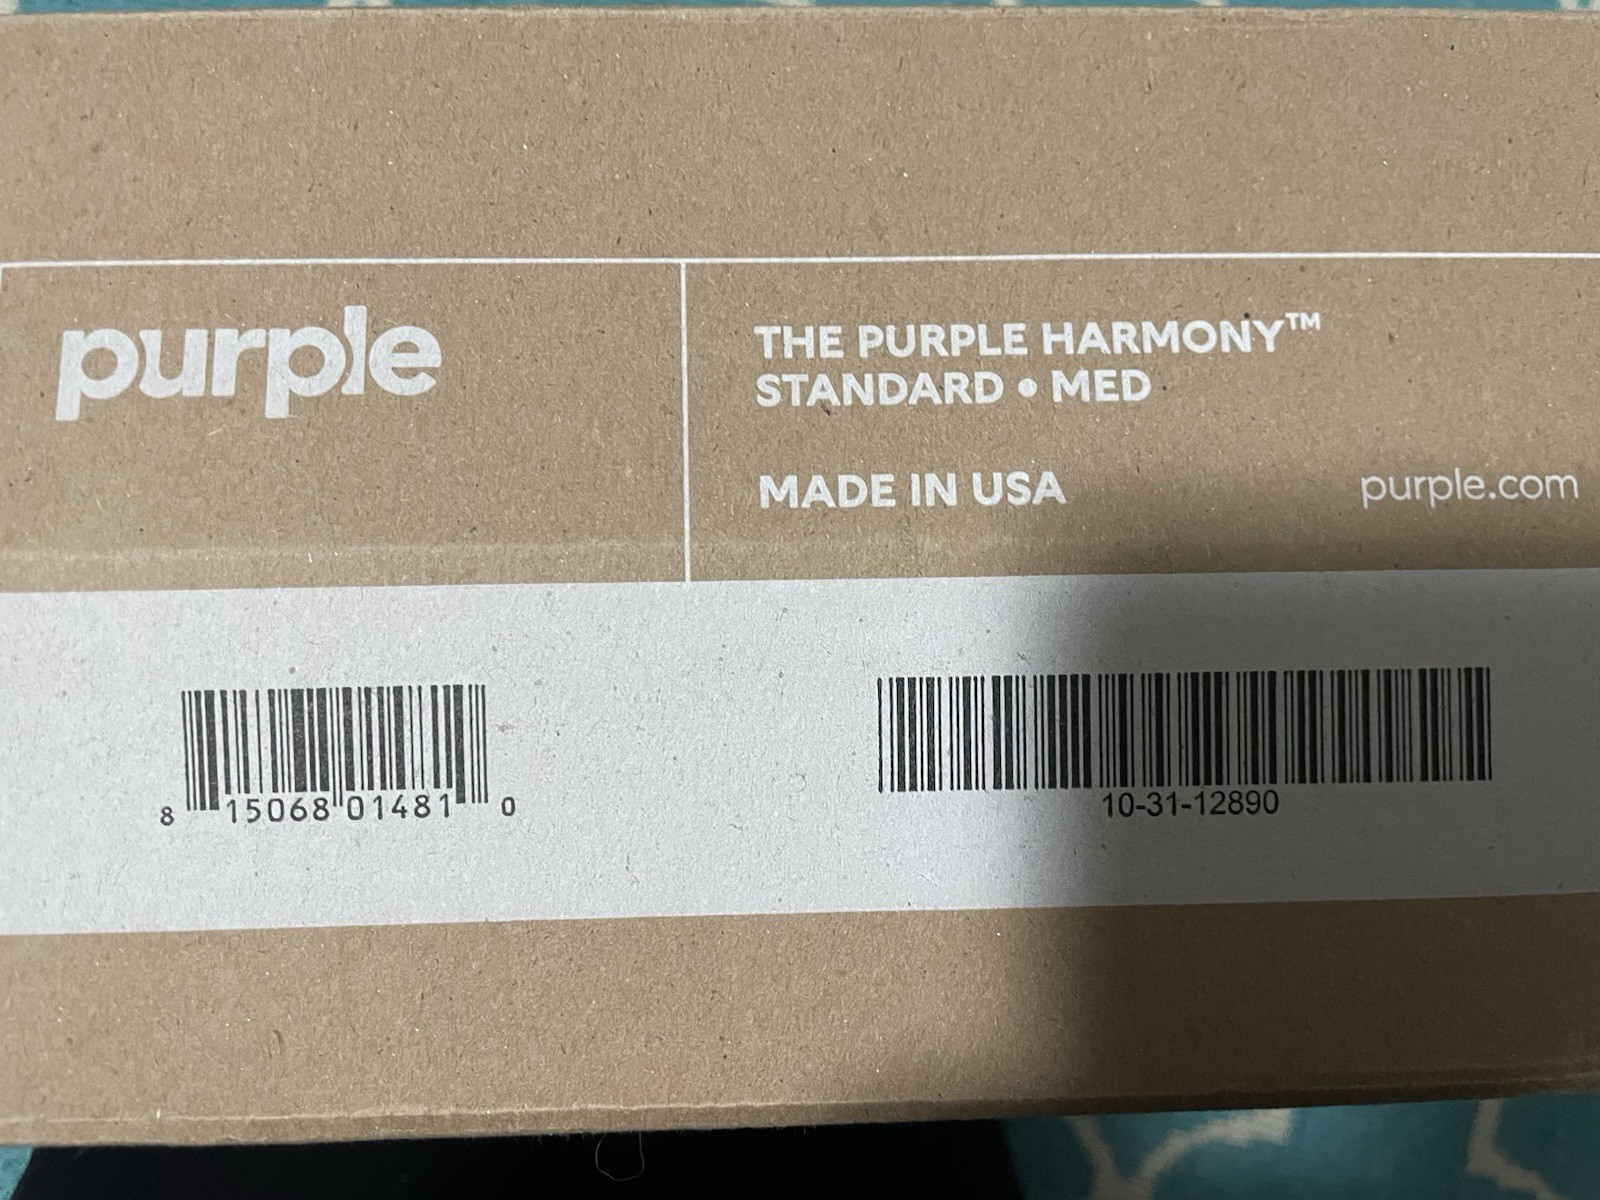 purple
THE PURPLE HARMONY™
STANDARD • MED
MADE IN USA
purple.com
8 15068 01481 0
10-31-12890